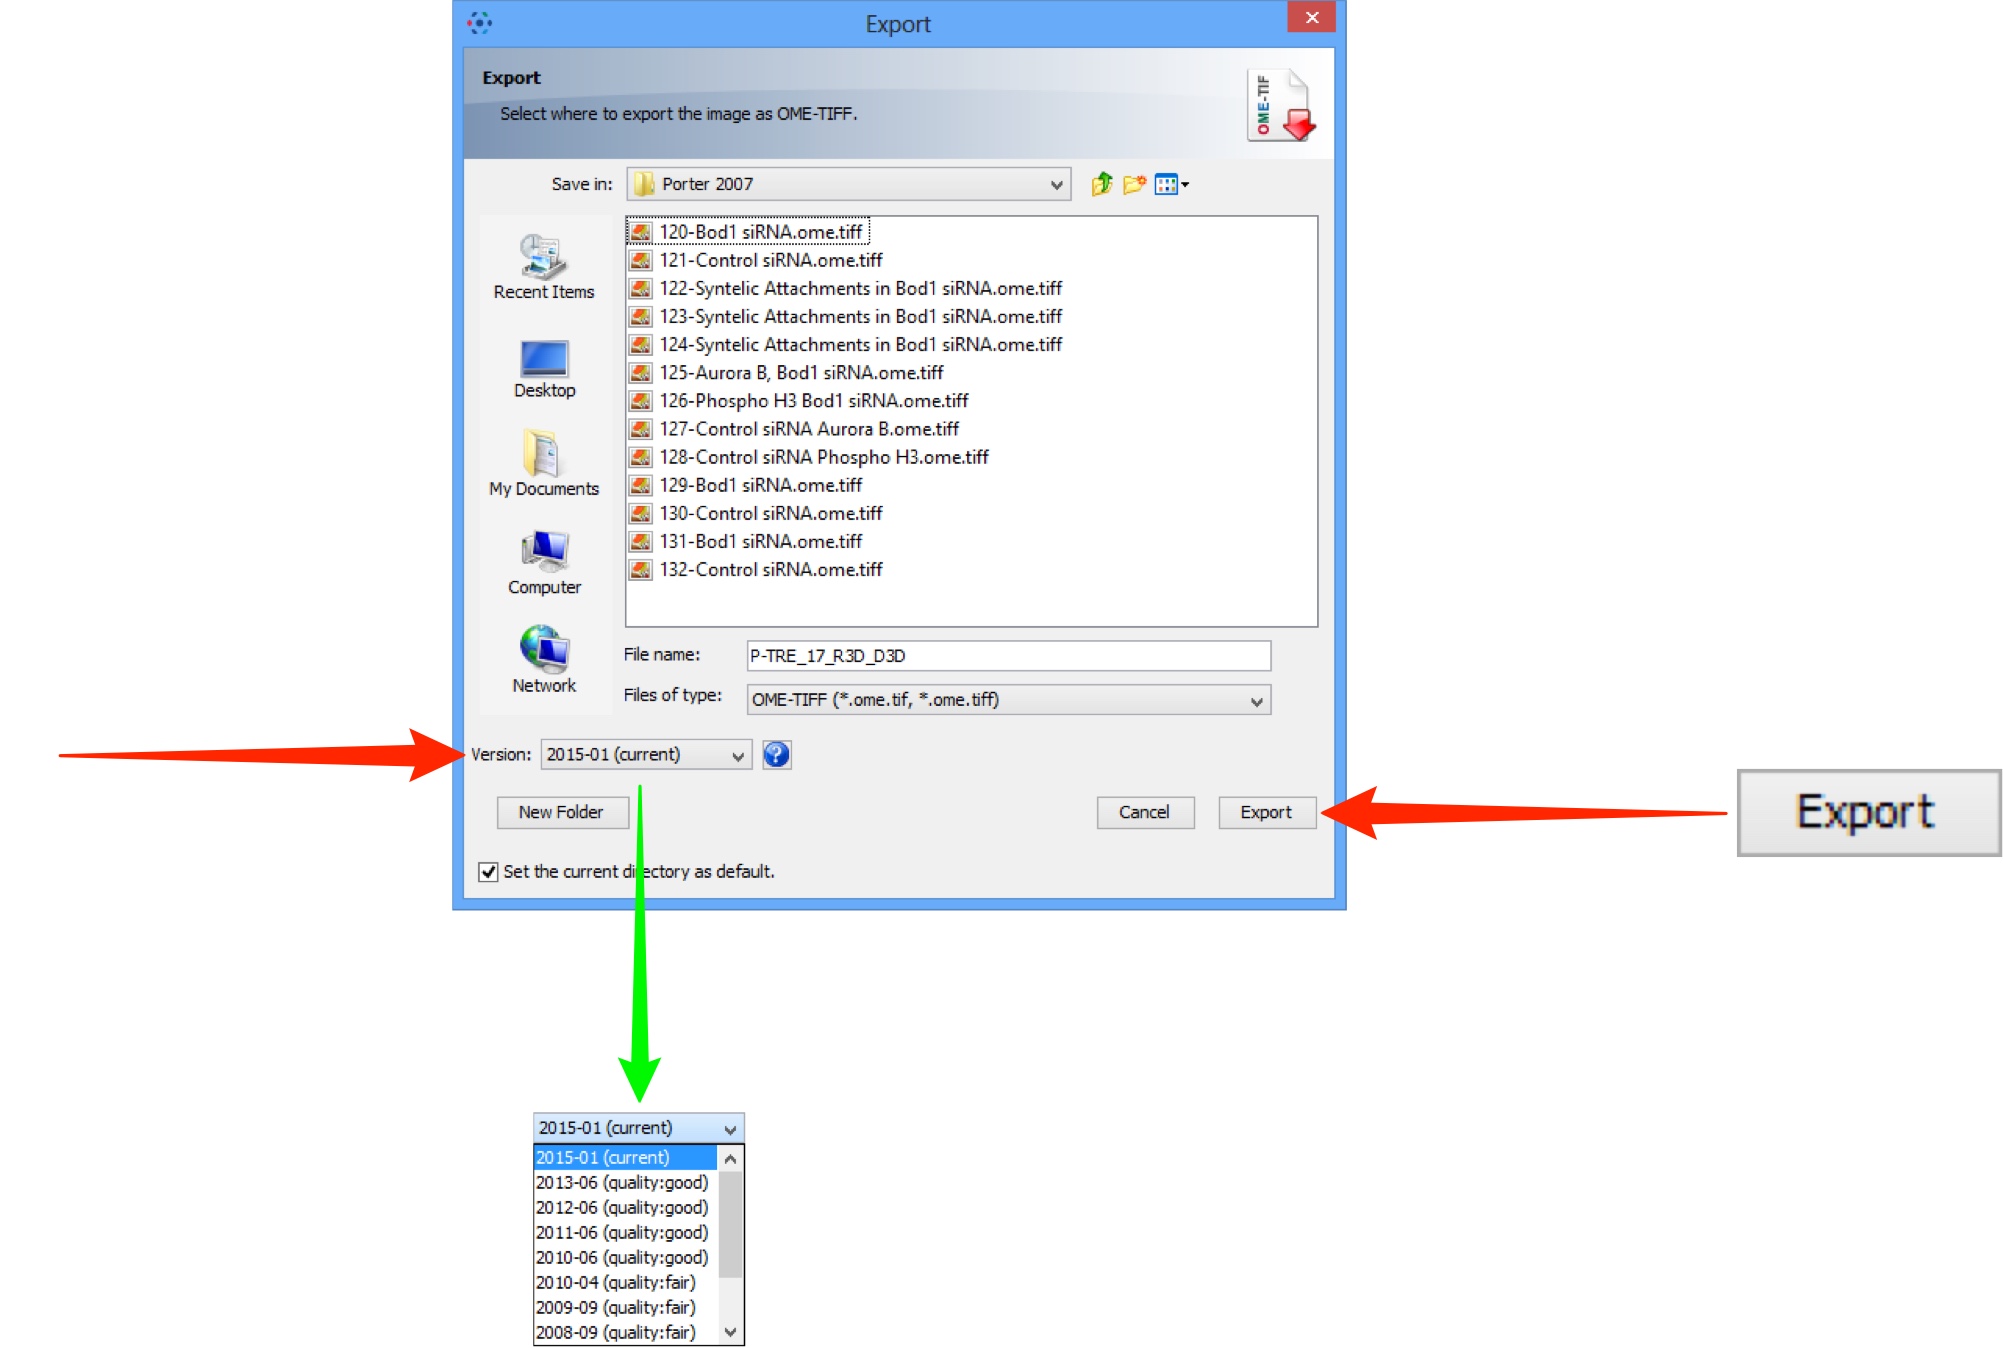 Export
Export
Select where to export the image as OME-TIFF.
OME-TIF
Save in: Porter 2007
Recent Items
Desktop
My Documents
Computer
Network
120-Bod1 siRNA.ome.tiff
121-Control siRNA.ome.tiff
122-Syntelic Attachments in Bod1 siRNA.ome.tiff
123-Syntelic Attachments in Bod1 siRNA.ome.tiff
124-Syntelic Attachments in Bod1 siRNA.ome.tiff
125-Aurora B, Bod1 siRNA.ome.tiff
126-Phospho H3 Bod1 siRNA.ome.tiff
127-Control siRNA Aurora B.ome.tiff
128-Control siRNA Phospho H3.ome.tiff
129-Bod1 siRNA.ome.tiff
130-Control siRNA.ome.tiff
131-Bod1 siRNA.ome.tiff
132-Control siRNA.ome.tiff
File name: P-TRE_17_R3D_D3D
Files of type: OME-TIFF (*.ome.tif, *.ome.tiff)
Version: 2015-01 (current) ?
New Folder Cancel Export
Export
Set the current directory as default.
2015-01 (current)
2015-01 (current)
2013-06 (quality:good)
2012-06 (quality:good)
2011-06 (quality:good)
2010-06 (quality:good)
2010-04 (quality:fair)
2009-09 (quality:fair)
2008-09 (quality:fair)